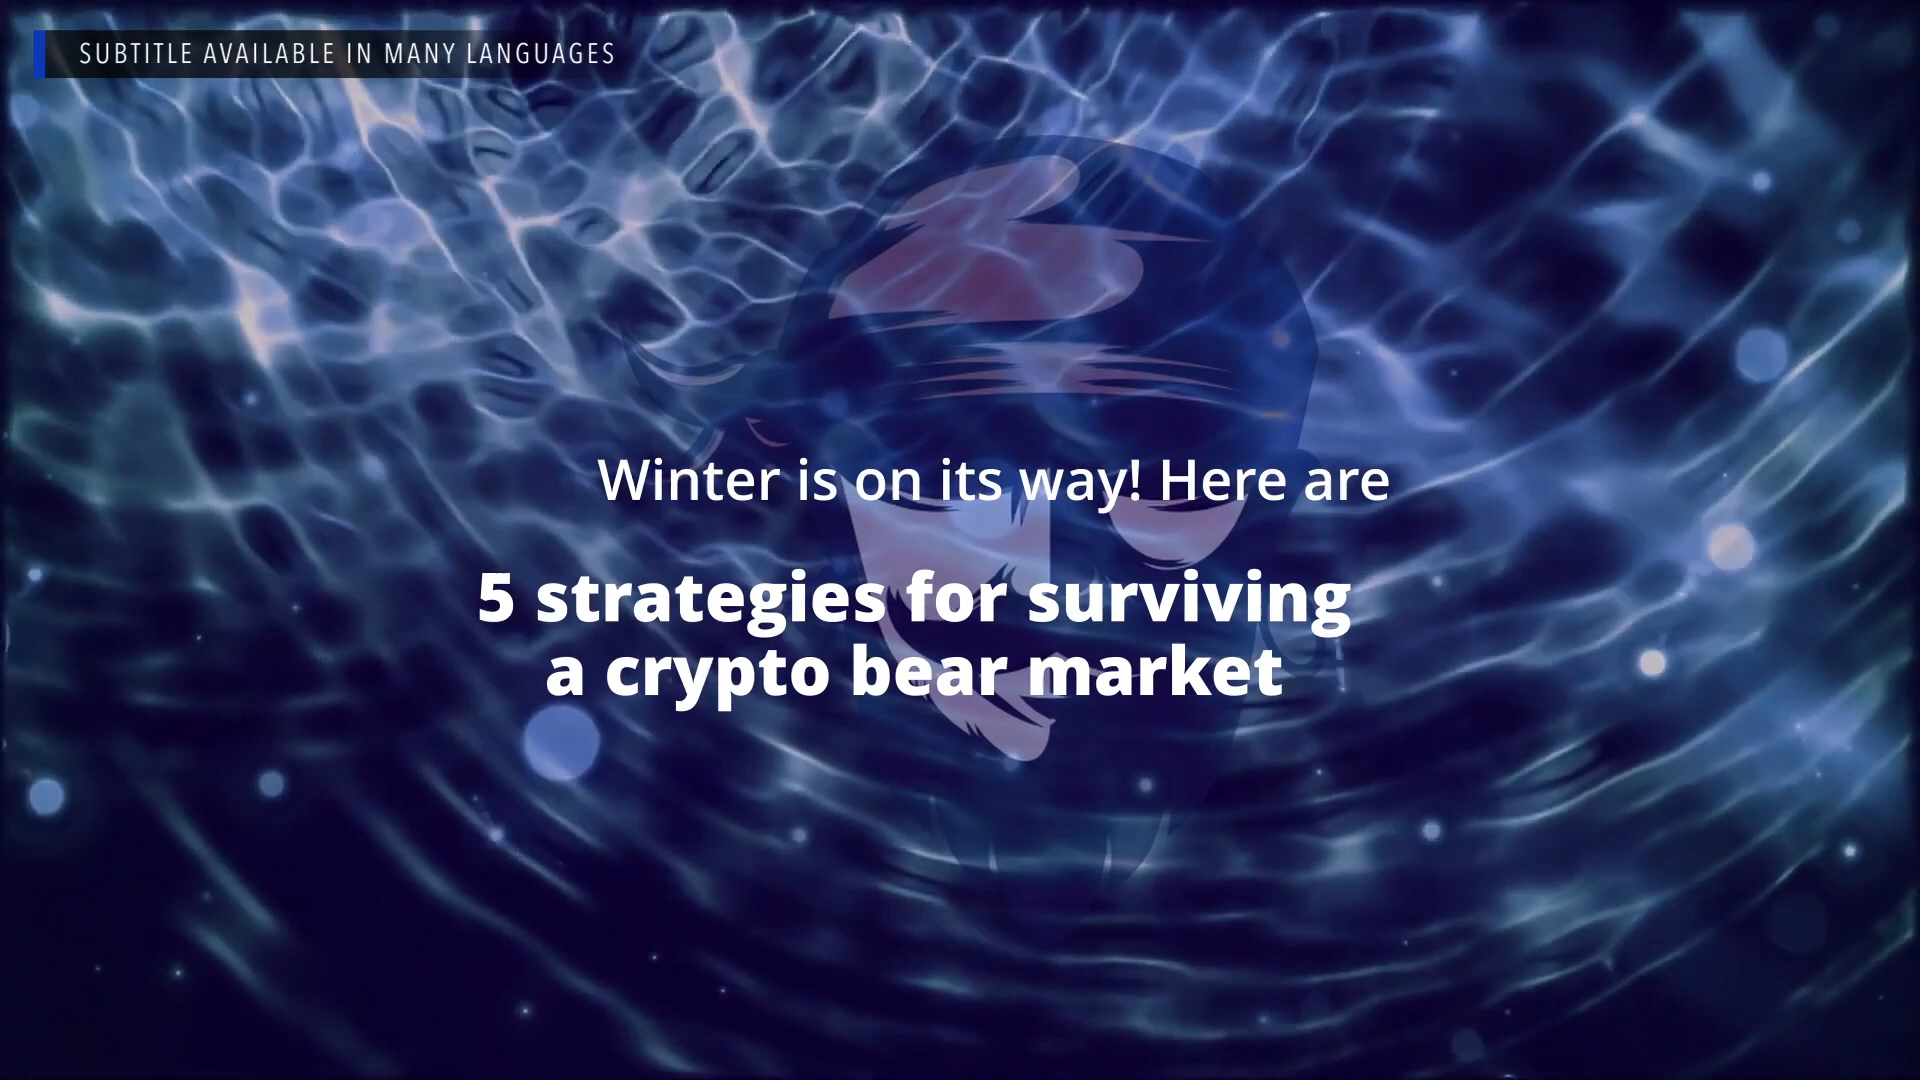 SUBTITLE AVAILABLE IN MANY LANGUAGES
Winter is on its way! Here are
5 strategies for surviving
a crypto bear market